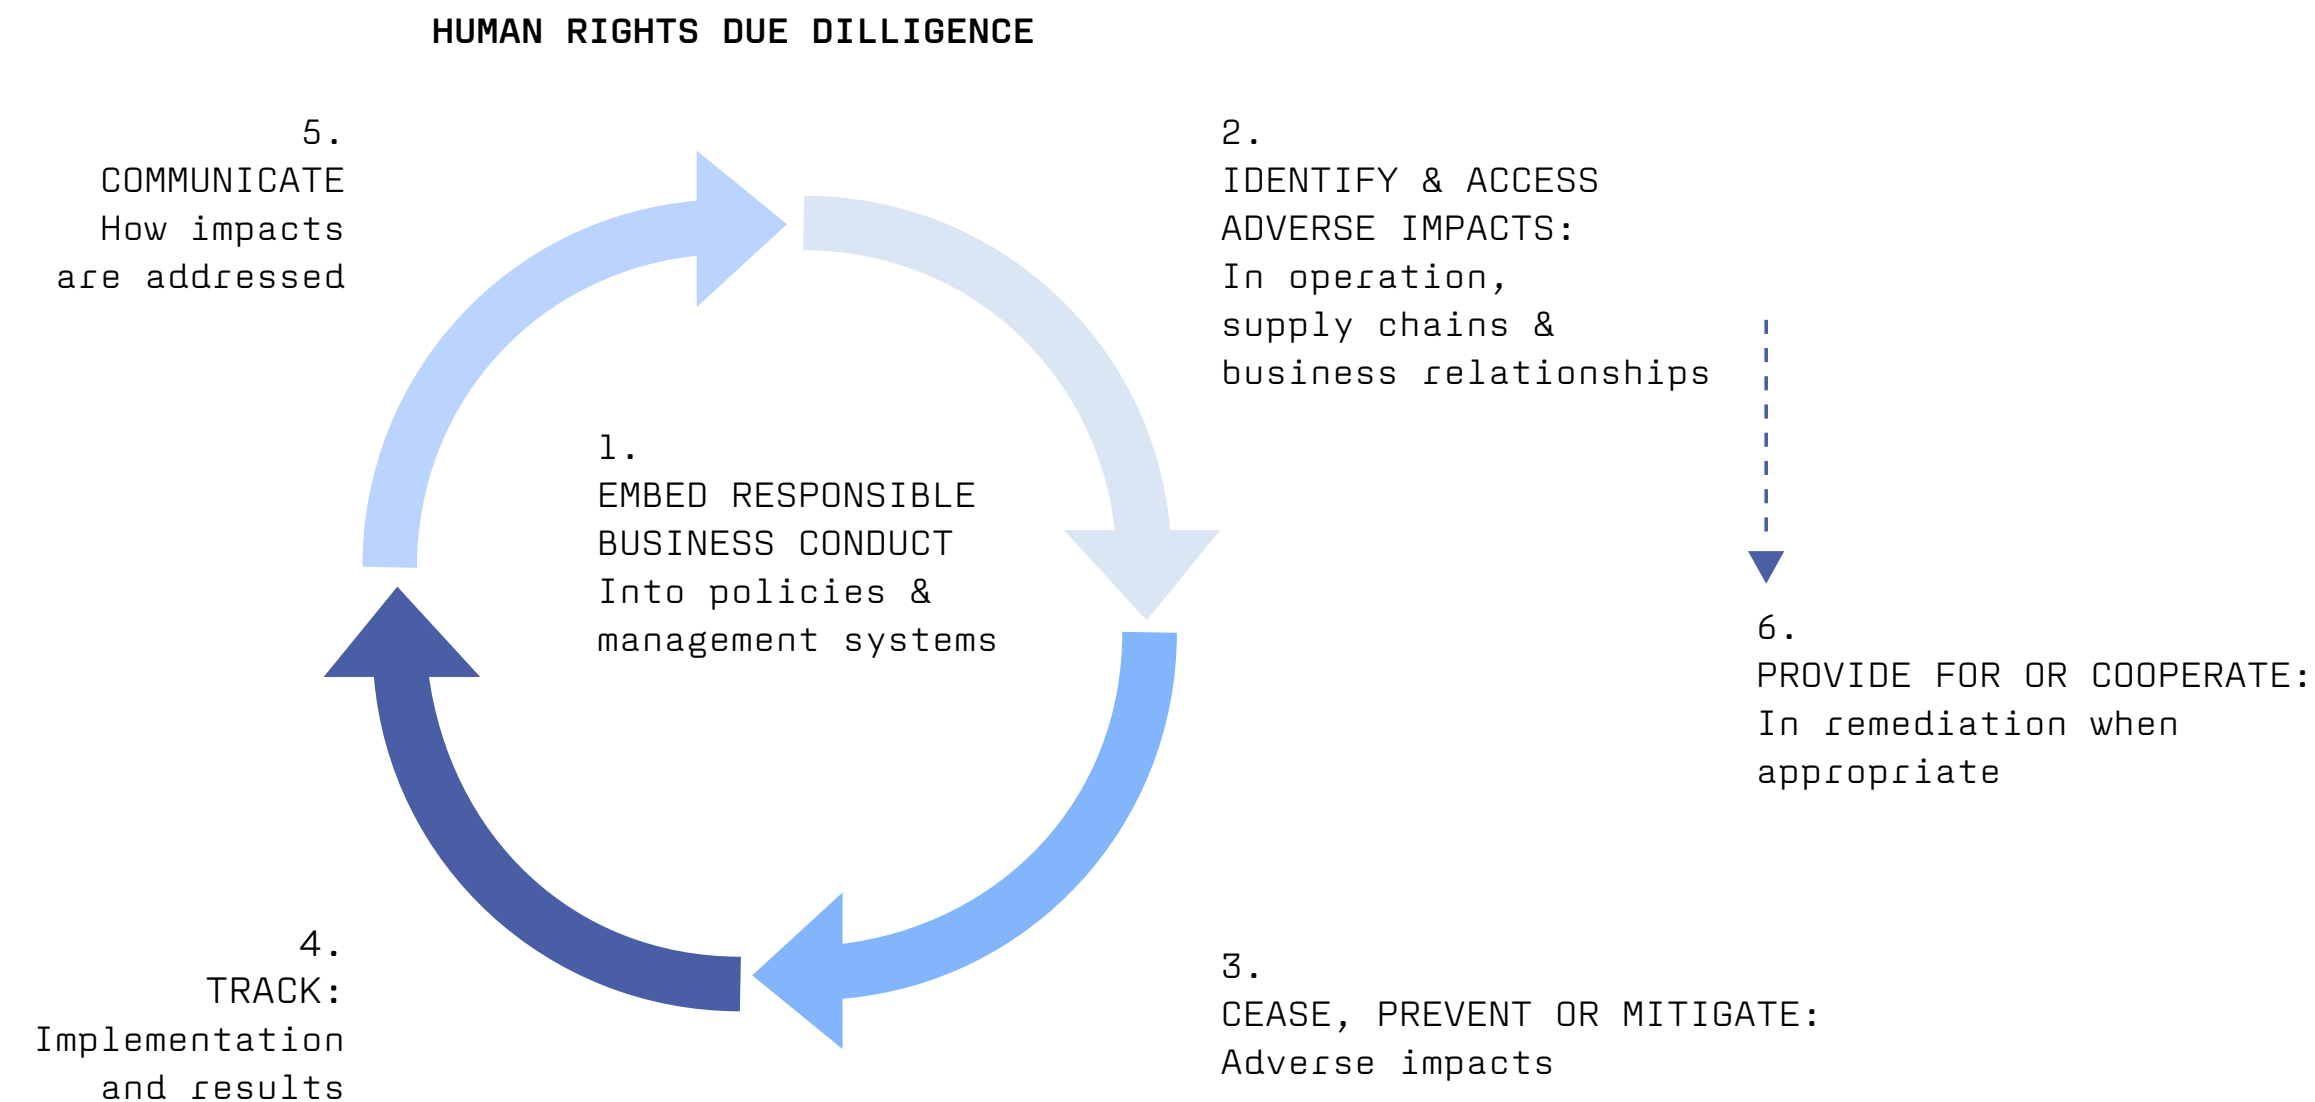 HUMAN RIGHTS DUE DILLIGENCE
1.
EMBED RESPONSIBLE
BUSINESS CONDUCT
Into policies &
management systems
2.
IDENTIFY & ACCESS
ADVERSE IMPACTS:
In operation,
supply chains &
business relationships
3.
CEASE, PREVENT OR MITIGATE:
Adverse impacts
4.
TRACK:
Implementation
and results
5.
COMMUNICATE
How impacts
are addressed
6.
PROVIDE FOR OR COOPERATE:
In remediation when
appropriate